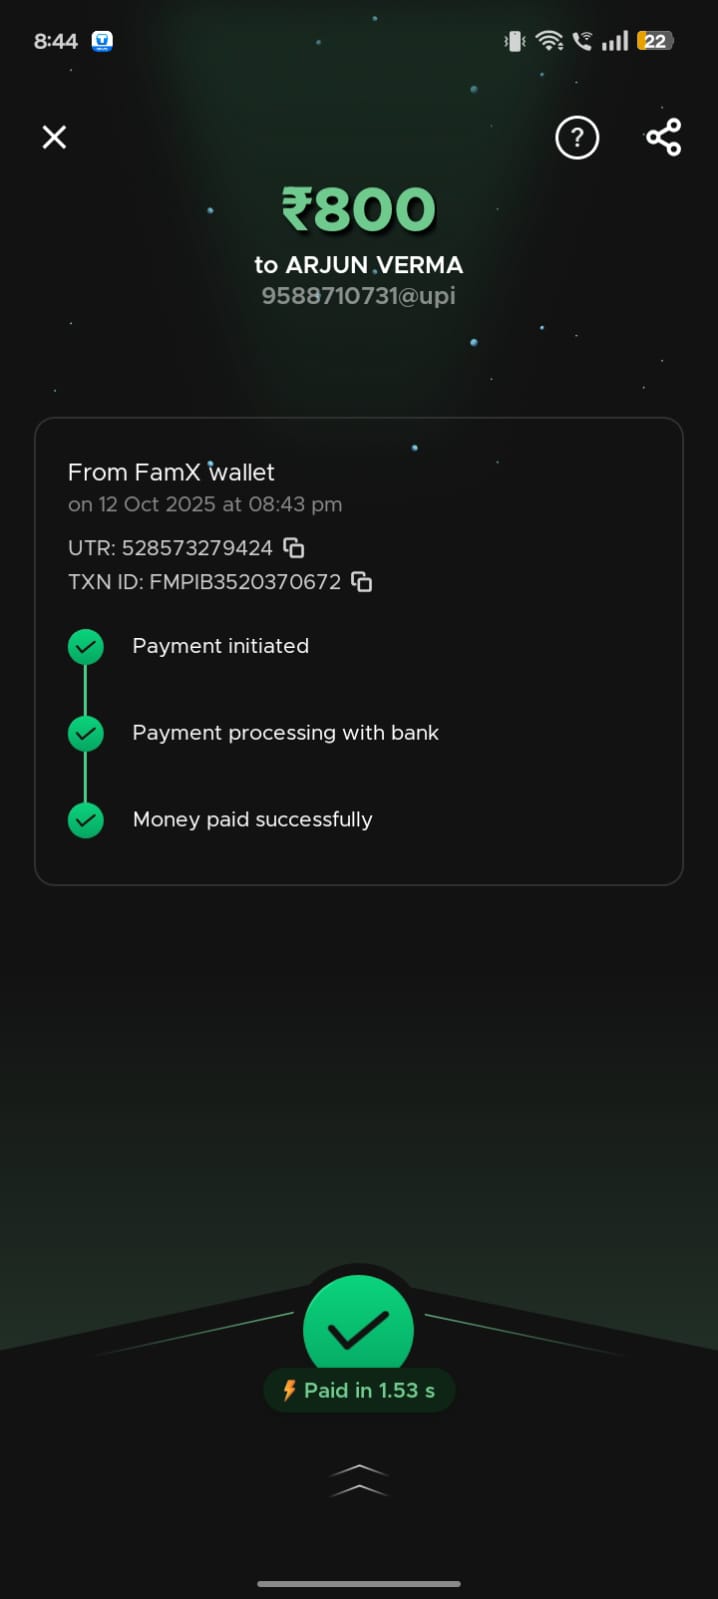 8:44
22
?
₹800
to ARJUN VERMA
9588710731@upi
From FamX wallet
on 12 Oct 2025 at 08:43 pm
UTR: 528573279424
TXN ID: FMPIB3520370672
Payment initiated
Payment processing with bank
Money paid successfully
Paid in 1.53 s